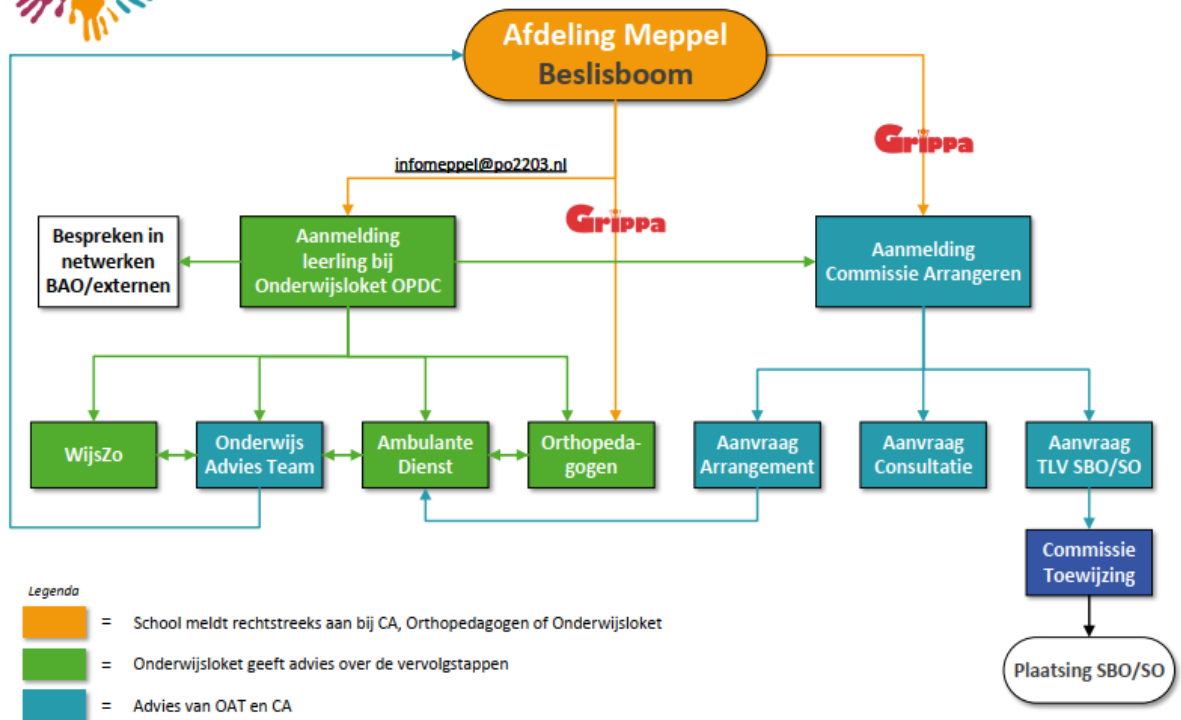 Afdeling Meppel
Beslisboom
Grippa
infomeppel@po2203.nl
Grippa
Bespreken in
netwerken
BAO/externen
Aanmelding
leerling bij
Onderwijsloket OPDC
Aanmelding
Commissie Arrangeren
WijsZo
Onderwijs
Advies Team
Ambulante
Dienst
Orthopeda-
gogen
Aanvraag
Arrangement
Aanvraag
Consultatie
Aanvraag
TLV SBO/SO
Commissie
Toewijzing
Plaatsing SBO/SO
Legenda
= School meldt rechtstreeks aan bij CA, Orthopedagogen of Onderwijsloket
= Onderwijsloket geeft advies over de vervolgstappen
= Advies van OAT en CA